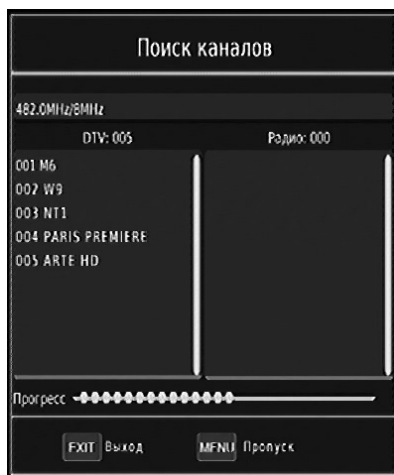 Поиск каналов
482.0MHz/8MHz
DTV: 005 Радио: 000
001 M6
002 W9
003 NT1
004 PARIS PREMIERE
005 ARTE HD
Прогресс
EXIT Выход MENU Пропуск